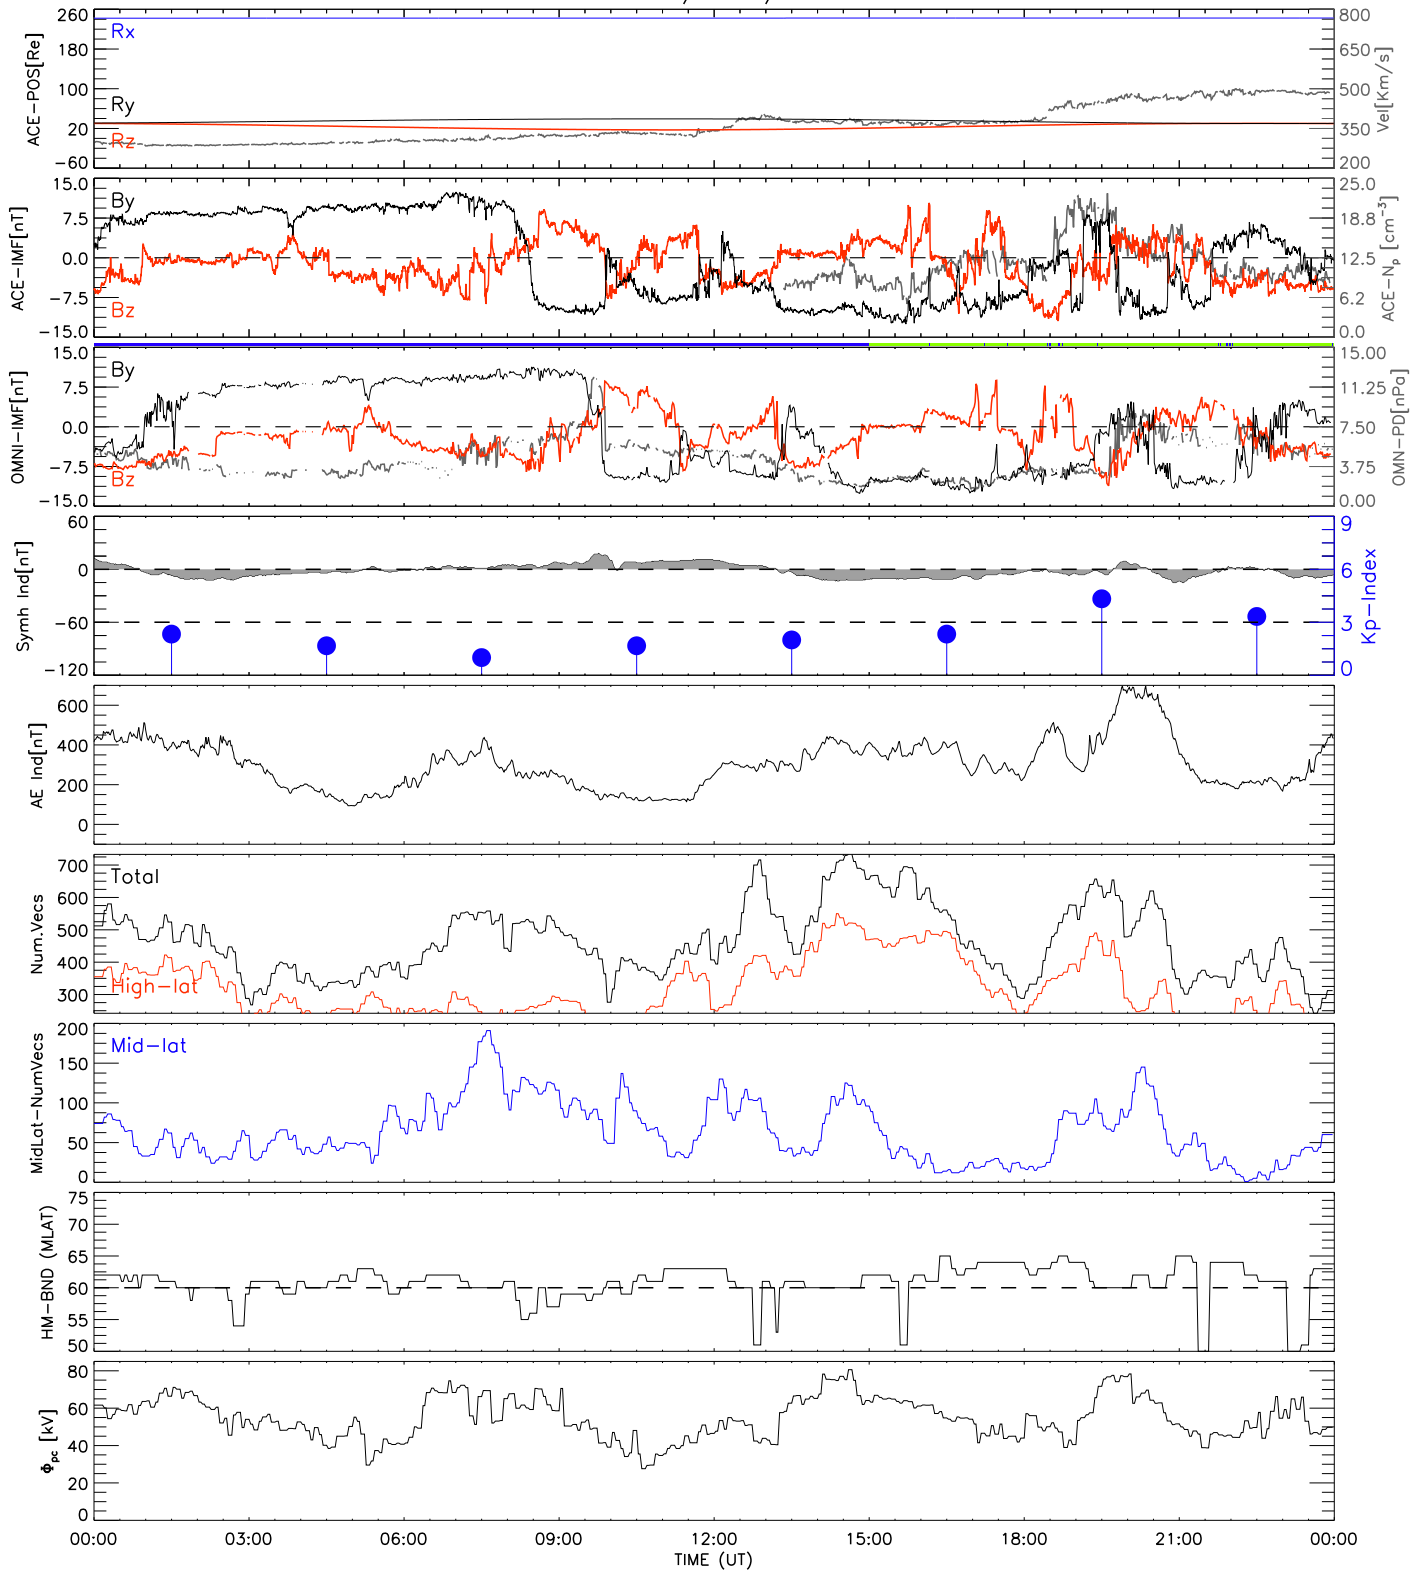 260
180
100
20
−60
ACE−POS[Re]
Rx
Ry
Rz
800
650
500
350
200
Vel[Km/s]
15.0
7.5
0.0
−7.5
−15.0
ACE−IMF[nT]
By
Bz
25.0
18.8
12.5
6.2
0.0
ACE−Np [cm−3]
15.0
7.5
0.0
−7.5
−15.0
OMNI−IMF[nT]
By
Bz
15.00
11.25
7.50
3.75
0.00
OMN−PD[nPa]
60
0
−60
−120
Symh Ind[nT]
9
6
3
0
Kp−Index
600
400
200
0
AE Ind[nT]
700
600
500
400
300
Num.Vecs
Total
High−lat
200
150
100
50
0
MidLat−NumVecs
Mid−lat
75
70
65
60
55
50
HM−BND (MLAT)
80
60
40
20
0
Φpc [kV]
00:00 03:00 06:00 09:00 12:00 15:00 18:00 21:00 00:00
TIME (UT)